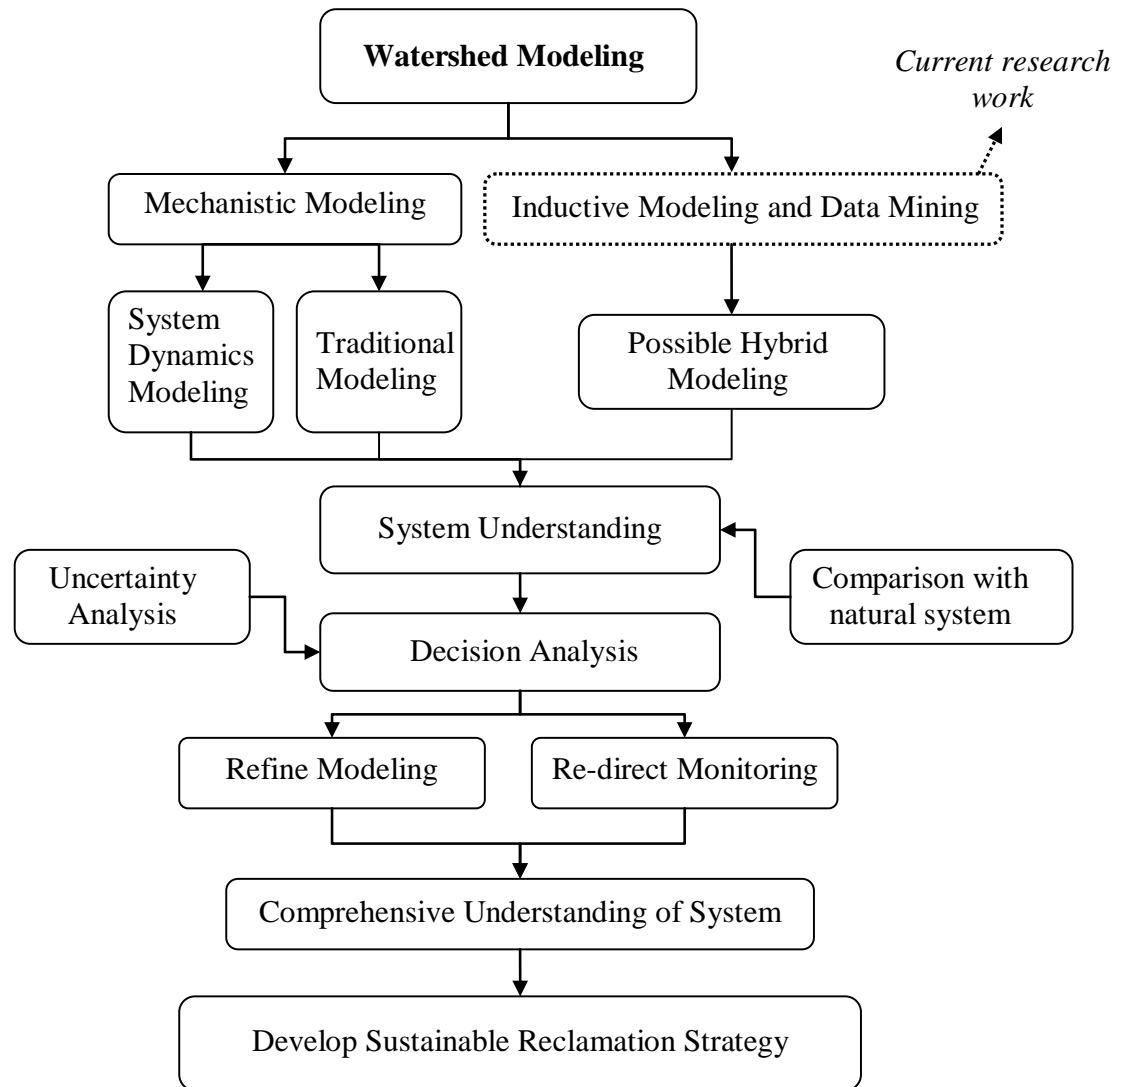 Watershed Modeling
Current research
work
Mechanistic Modeling
Inductive Modeling and Data Mining
System
Dynamics
Modeling
Traditional
Modeling
Possible Hybrid
Modeling
System Understanding
Uncertainty
Analysis
Comparison with
natural system
Decision Analysis
Refine Modeling
Re-direct Monitoring
Comprehensive Understanding of System
Develop Sustainable Reclamation Strategy